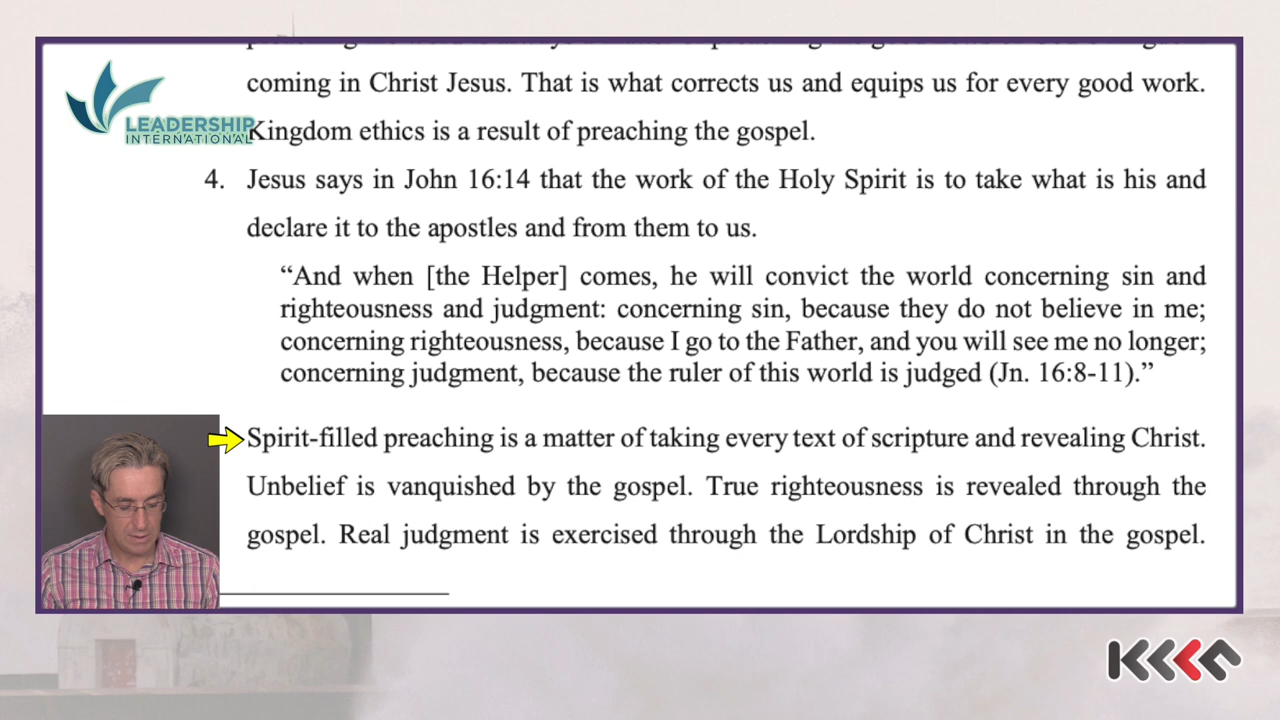 coming in Christ Jesus. That is what corrects us and equips us for every good work.
LEADERSHIP
INTERNATIONAL
Kingdom ethics is a result of preaching the gospel.
4. Jesus says in John 16:14 that the work of the Holy Spirit is to take what is his and
declare it to the apostles and from them to us.
“And when [the Helper] comes, he will convict the world concerning sin and
righteousness and judgment: concerning sin, because they do not believe in me;
concerning righteousness, because I go to the Father, and you will see me no longer;
concerning judgment, because the ruler of this world is judged (Jn. 16:8-11).”
Spirit-filled preaching is a matter of taking every text of scripture and revealing Christ.
Unbelief is vanquished by the gospel. True righteousness is revealed through the
gospel. Real judgment is exercised through the Lordship of Christ in the gospel.